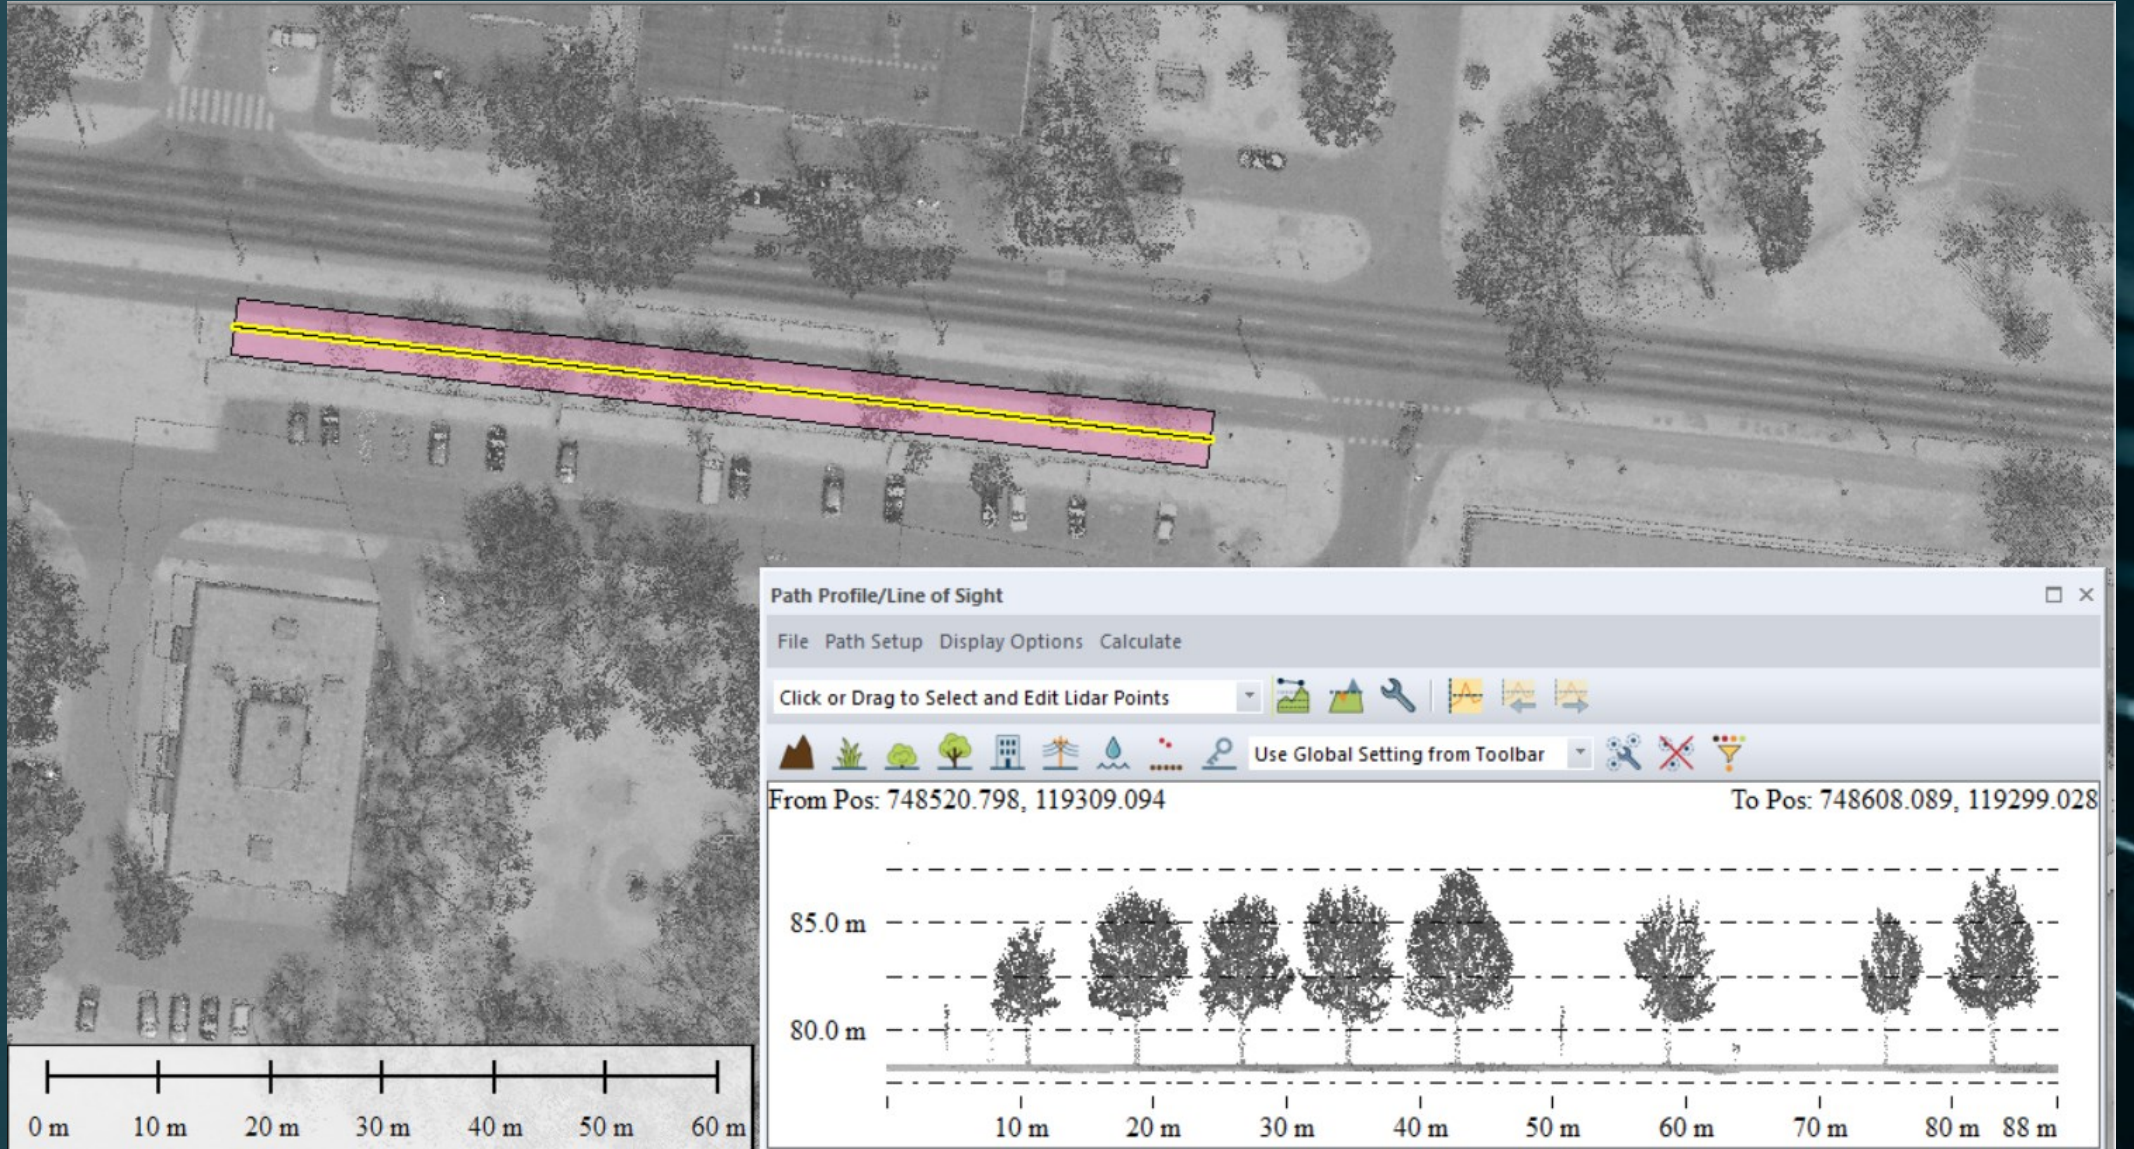 Path Profile/Line of Sight
File Path Setup Display Options Calculate
Click or Drag to Select and Edit Lidar Points
Use Global Setting from Toolbar
From Pos: 748520.798, 119309.094 To Pos: 748608.089, 119299.028
85.0 m
80.0 m
10 m 20 m 30 m 40 m 50 m 60 m 70 m 80 m 88 m
0 m 10 m 20 m 30 m 40 m 50 m 60 m